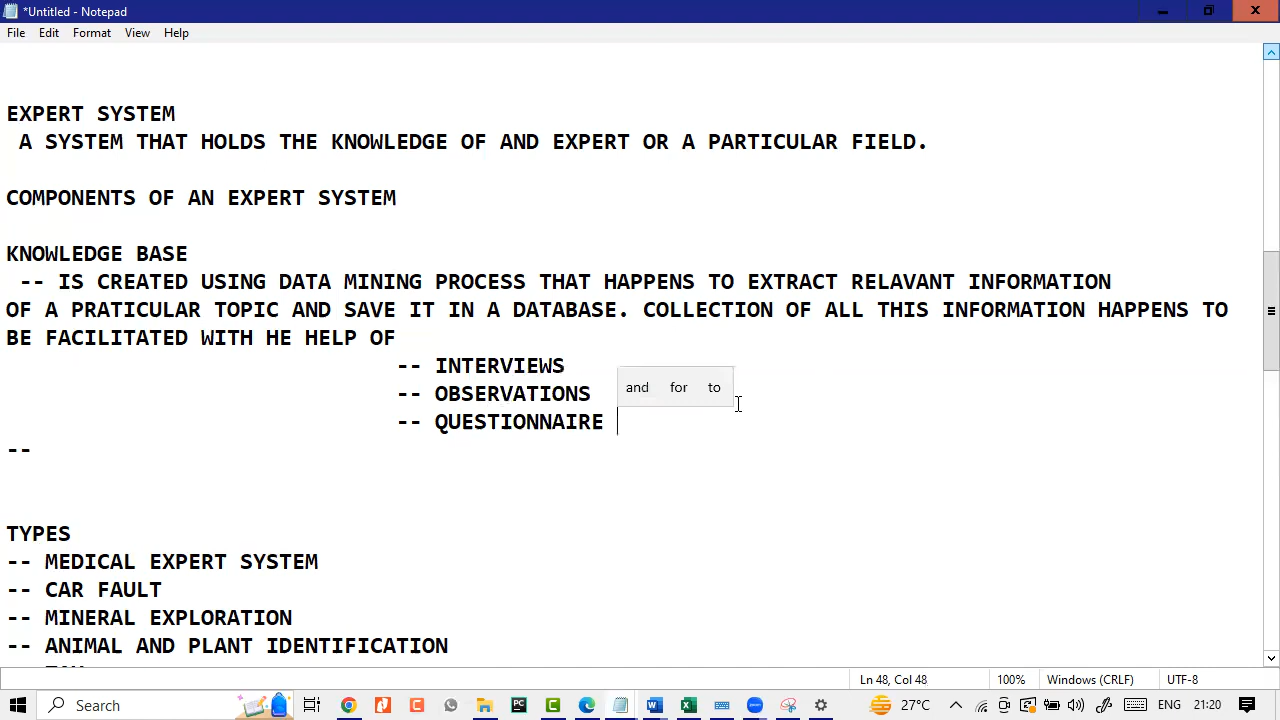 *Untitled - Notepad
File Edit Format View Help
EXPERT SYSTEM
A SYSTEM THAT HOLDS THE KNOWLEDGE OF AND EXPERT OR A PARTICULAR FIELD.
COMPONENTS OF AN EXPERT SYSTEM
KNOWLEDGE BASE
-- IS CREATED USING DATA MINING PROCESS THAT HAPPENS TO EXTRACT RELAVANT INFORMATION
OF A PRATICULAR TOPIC AND SAVE IT IN A DATABASE. COLLECTION OF ALL THIS INFORMATION HAPPENS TO
BE FACILITATED WITH HE HELP OF
-- INTERVIEWS
and for to
-- OBSERVATIONS
-- QUESTIONNAIRE
--
TYPES
-- MEDICAL EXPERT SYSTEM
-- CAR FAULT
-- MINERAL EXPLORATION
-- ANIMAL AND PLANT IDENTIFICATION
Ln 48, Col 48 100% Windows (CRLF) UTF-8
Search 27°C ENG 21:20